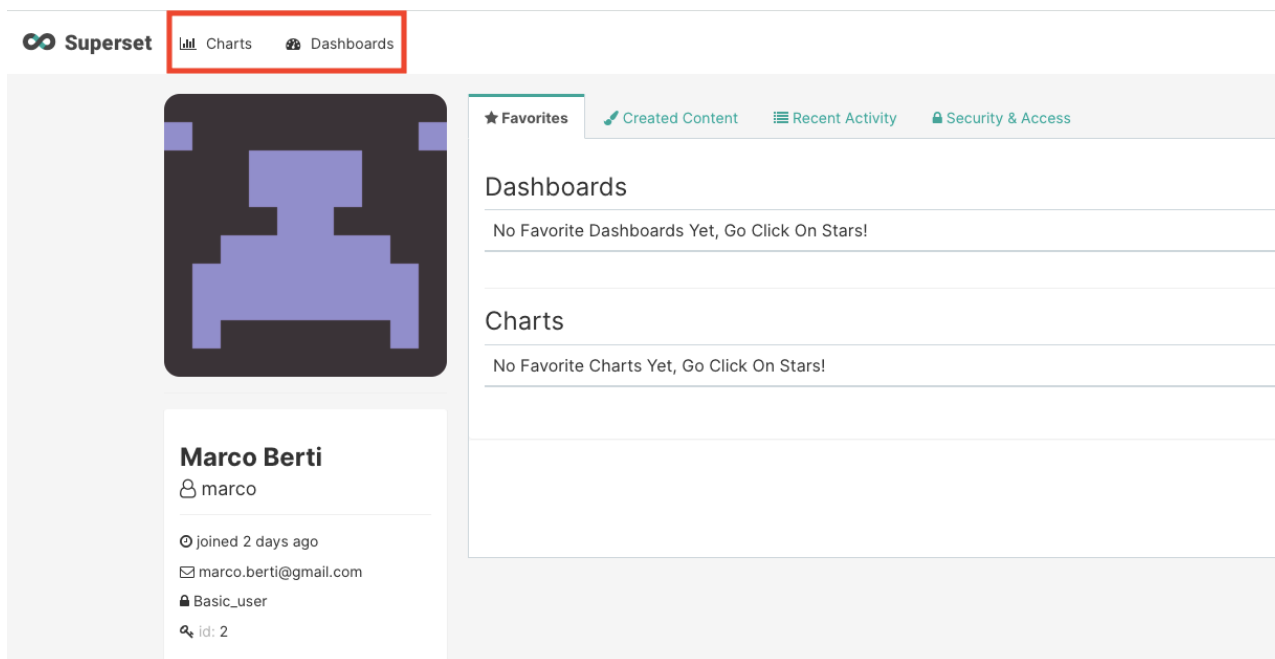 Superset Charts Dashboards
Favorites Created Content Recent Activity Security & Access
Dashboards
No Favorite Dashboards Yet, Go Click On Stars!
Charts
No Favorite Charts Yet, Go Click On Stars!
Marco Berti
marco
joined 2 days ago
marco.berti@gmail.com
Basic_user
id: 2